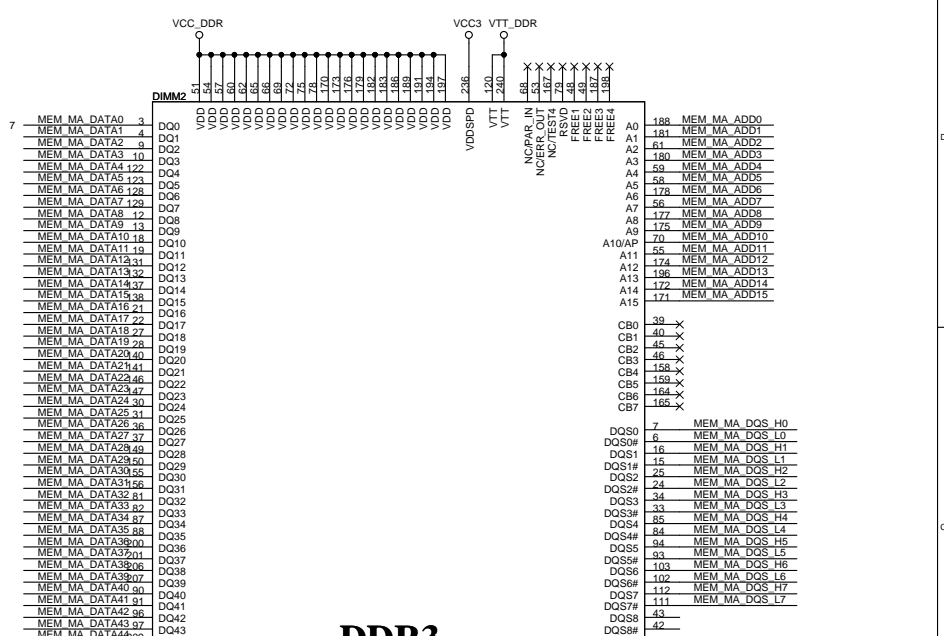 VCC_DDR VCC3 VTT_DDR
51 54 57 60 62 65 66 69 72 75 78 170 173 176 179 182 183 186 189 191 194 197 236 120 240 68 53 167 79 48 49 187 198
DIMM2
VDD VDD VDD VDD VDD VDD VDD VDD VDD VDD VDD VDD VDD VDD VDD VDD VDD VDD VDD VDD VDD VDD VDDSPD VTT VTT NC/PAR_IN NC/ERR_OUT NC/TEST4 RSVD FREE1 FREE2 FREE3 FREE4
7
MEM_MA_DATA0 3 DQ0
MEM_MA_DATA1 4 DQ1
MEM_MA_DATA2 9 DQ2
MEM_MA_DATA3 10 DQ3
MEM_MA_DATA4 122 DQ4
MEM_MA_DATA5 123 DQ5
MEM_MA_DATA6 128 DQ6
MEM_MA_DATA7 129 DQ7
MEM_MA_DATA8 12 DQ8
MEM_MA_DATA9 13 DQ9
MEM_MA_DATA10 18 DQ10
MEM_MA_DATA11 19 DQ11
MEM_MA_DATA12 131 DQ12
MEM_MA_DATA13 132 DQ13
MEM_MA_DATA14 137 DQ14
MEM_MA_DATA15 138 DQ15
MEM_MA_DATA16 21 DQ16
MEM_MA_DATA17 22 DQ17
MEM_MA_DATA18 27 DQ18
MEM_MA_DATA19 28 DQ19
MEM_MA_DATA20 140 DQ20
MEM_MA_DATA21 141 DQ21
MEM_MA_DATA22 146 DQ22
MEM_MA_DATA23 147 DQ23
MEM_MA_DATA24 30 DQ24
MEM_MA_DATA25 31 DQ25
MEM_MA_DATA26 36 DQ26
MEM_MA_DATA27 37 DQ27
MEM_MA_DATA28 149 DQ28
MEM_MA_DATA29 150 DQ29
MEM_MA_DATA30 155 DQ30
MEM_MA_DATA31 156 DQ31
MEM_MA_DATA32 81 DQ32
MEM_MA_DATA33 82 DQ33
MEM_MA_DATA34 87 DQ34
MEM_MA_DATA35 88 DQ35
MEM_MA_DATA36 200 DQ36
MEM_MA_DATA37 201 DQ37
MEM_MA_DATA38 206 DQ38
MEM_MA_DATA39 207 DQ39
MEM_MA_DATA40 90 DQ40
MEM_MA_DATA41 91 DQ41
MEM_MA_DATA42 96 DQ42
MEM_MA_DATA43 97 DQ43
MEM_MA_DATA44
A0 188 MEM_MA_ADD0
A1 181 MEM_MA_ADD1
A2 61 MEM_MA_ADD2
A3 180 MEM_MA_ADD3
A4 59 MEM_MA_ADD4
A5 58 MEM_MA_ADD5
A6 178 MEM_MA_ADD6
A7 56 MEM_MA_ADD7
A8 177 MEM_MA_ADD8
A9 175 MEM_MA_ADD9
A10/AP 70 MEM_MA_ADD10
A11 55 MEM_MA_ADD11
A12 174 MEM_MA_ADD12
A13 196 MEM_MA_ADD13
A14 172 MEM_MA_ADD14
A15 171 MEM_MA_ADD15
CB0 39
CB1 40
CB2 45
CB3 46
CB4 158
CB5 159
CB6 164
CB7 165
DQS0 7 MEM_MA_DQS_H0
DQS0# 6 MEM_MA_DQS_L0
DQS1 16 MEM_MA_DQS_H1
DQS1# 15 MEM_MA_DQS_L1
DQS2 25 MEM_MA_DQS_H2
DQS2# 24 MEM_MA_DQS_L2
DQS3 34 MEM_MA_DQS_H3
DQS3# 33 MEM_MA_DQS_L3
DQS4 85 MEM_MA_DQS_H4
DQS4# 84 MEM_MA_DQS_L4
DQS5 94 MEM_MA_DQS_H5
DQS5# 93 MEM_MA_DQS_L5
DQS6 103 MEM_MA_DQS_H6
DQS6# 102 MEM_MA_DQS_L6
DQS7 112 MEM_MA_DQS_H7
DQS7# 111 MEM_MA_DQS_L7
DQS8 43
DQS8# 42
DDR3
D
C